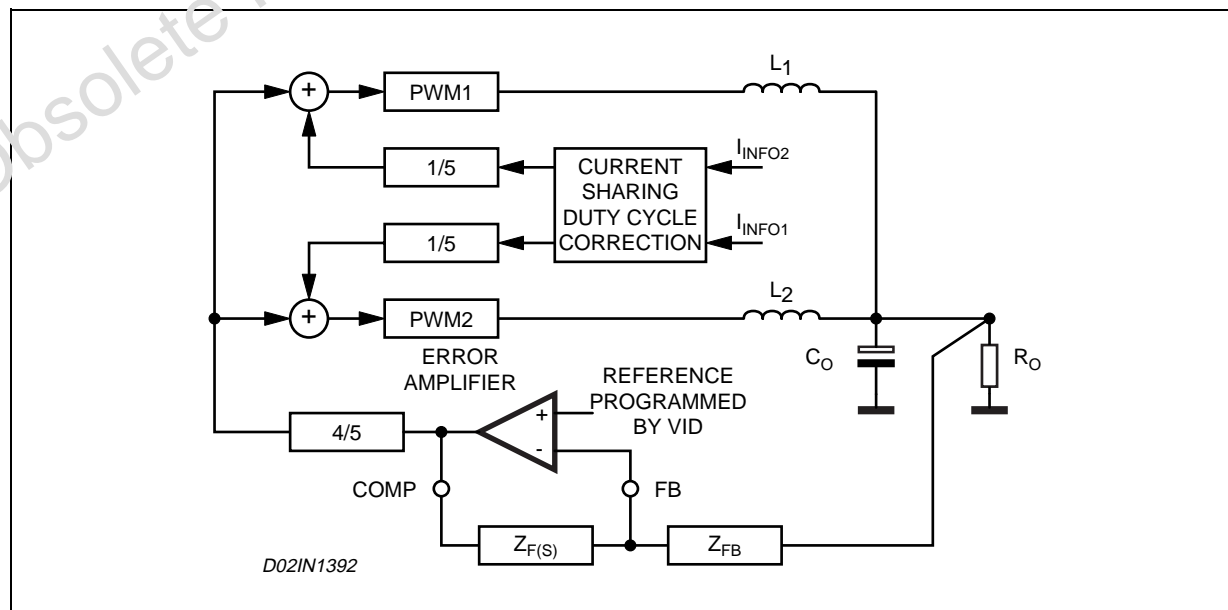 Obsolete
L1
+
PWM1
IINFO2
1/5
CURRENT
SHARING
DUTY CYCLE
CORRECTION
IINFO1
1/5
L2
+
PWM2
CO
RO
ERROR
AMPLIFIER
REFERENCE
PROGRAMMED
BY VID
+
-
4/5
COMP
FB
ZF(S)
ZFB
D02IN1392